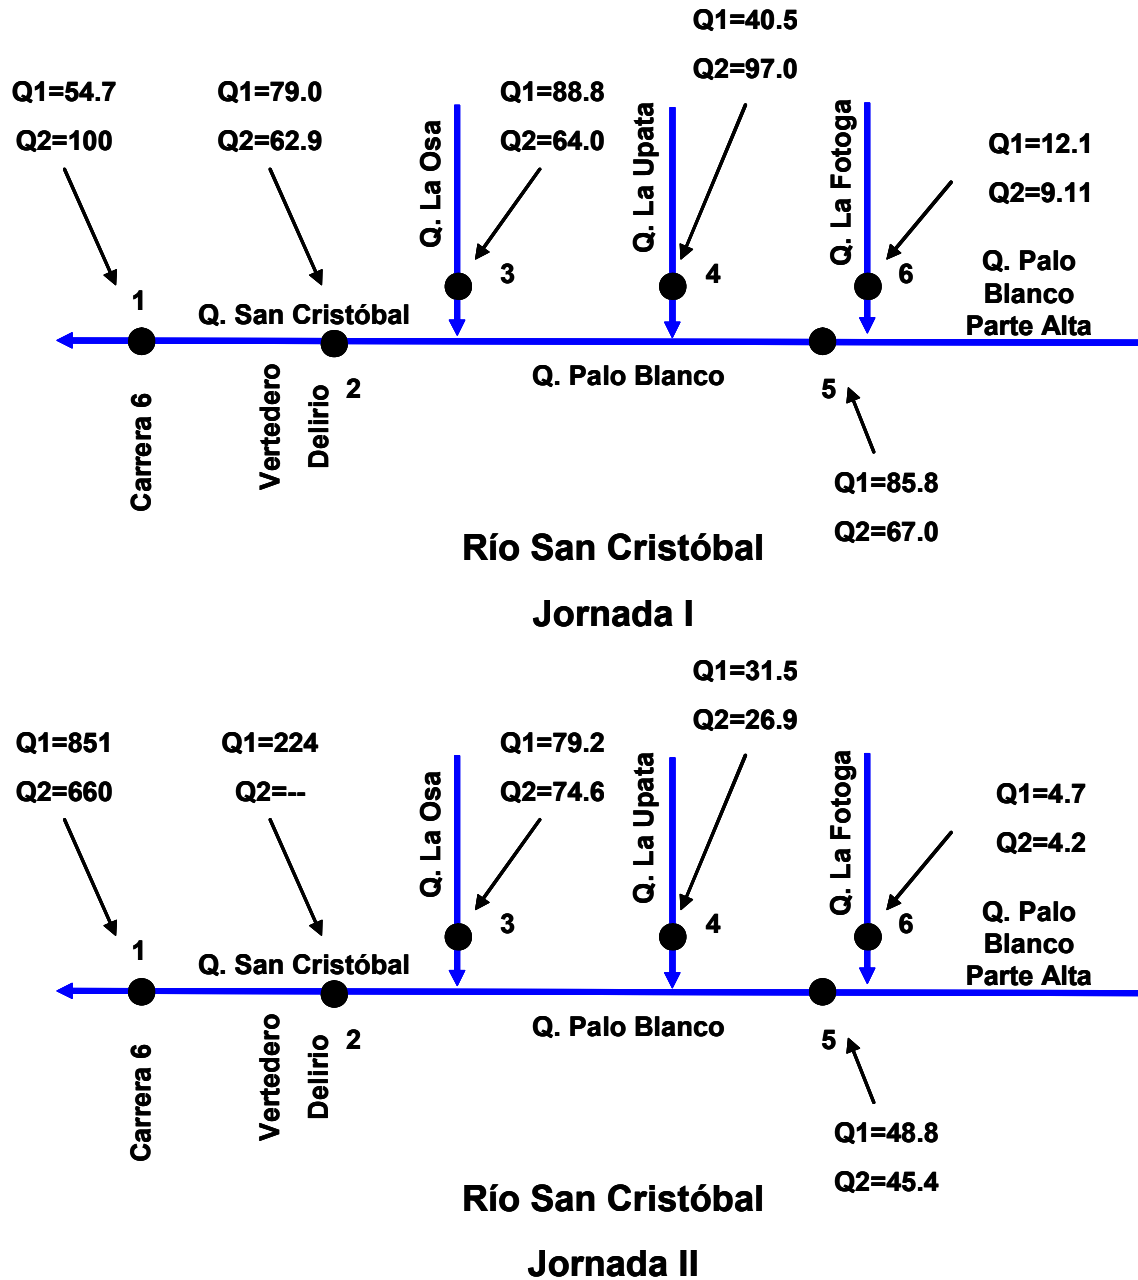 Q1=40.5
Q2=97.0
Q1=54.7
Q2=100
Q1=79.0
Q2=62.9
Q1=88.8
Q2=64.0
Q1=12.1
Q2=9.11
Q. La Osa
Q. La Upata
Q. La Fotoga
3
4
6
Q. Palo
Blanco
Parte Alta
1
Q. San Cristóbal
Carrera 6
Vertedero
Delirio
2
Q. Palo Blanco
5
Q1=85.8
Q2=67.0
Río San Cristóbal
Jornada I
Q1=31.5
Q2=26.9
Q1=851
Q2=660
Q1=224
Q2=--
Q1=79.2
Q2=74.6
Q1=4.7
Q2=4.2
Q. La Osa
Q. La Upata
Q. La Fotoga
3
4
6
Q. Palo
Blanco
Parte Alta
1
Q. San Cristóbal
Carrera 6
Vertedero
Delirio
2
Q. Palo Blanco
5
Q1=48.8
Q2=45.4
Río San Cristóbal
Jornada II